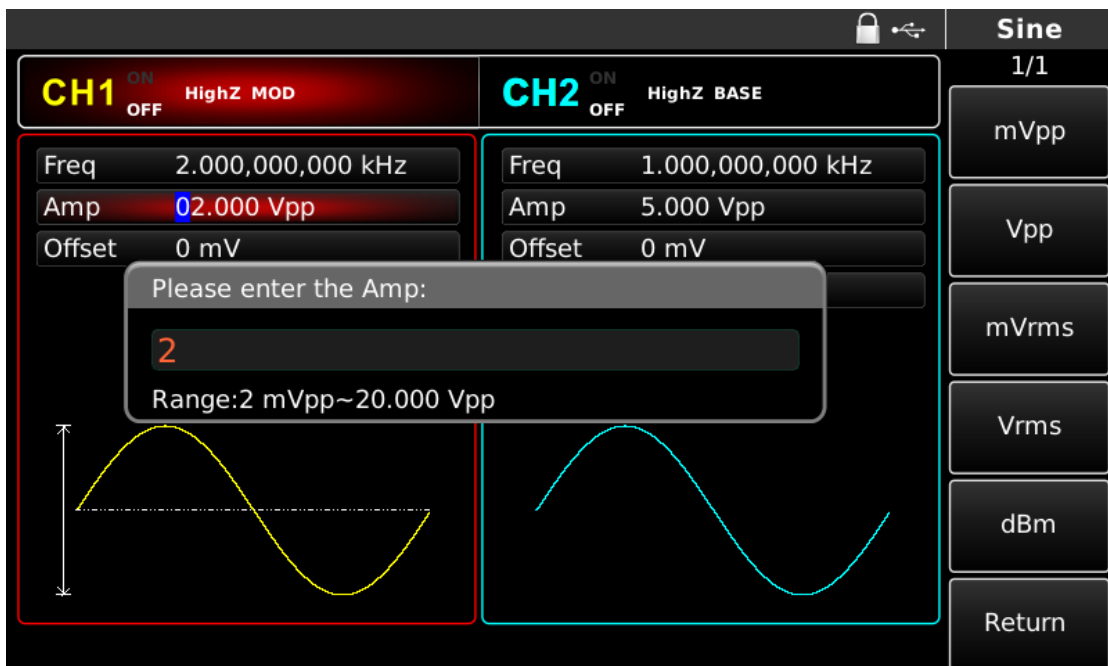 Sine
1/1
CH1 ON OFF HighZ MOD
CH2 ON OFF HighZ BASE
Freq 2.000,000,000 kHz
Amp 02.000 Vpp
Offset 0 mV
Freq 1.000,000,000 kHz
Amp 5.000 Vpp
Offset 0 mV
Please enter the Amp:
2
Range:2 mVpp~20.000 Vpp
mVpp
Vpp
mVrms
Vrms
dBm
Return